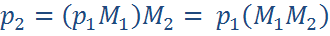 p₂ = (p₁M₁)M₂ = p₁(M₁M₂)